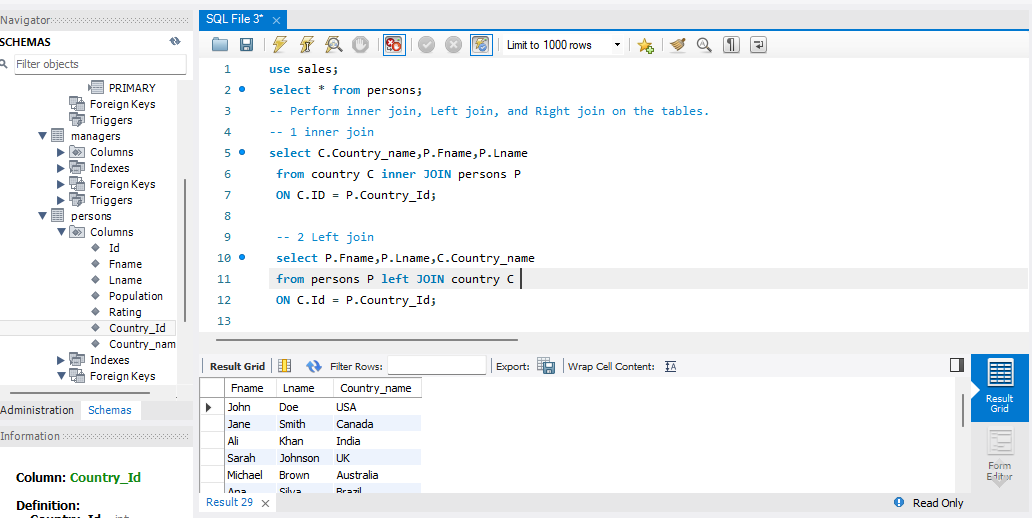 Navigator
SCHEMAS
Filter objects
PRIMARY
Foreign Keys
Triggers
managers
Columns
Indexes
Foreign Keys
Triggers
persons
Columns
Id
Fname
Lname
Population
Rating
Country_Id
Country_nam
Indexes
Foreign Keys
Administration Schemas
Information
Column: Country_Id
Definition:
Country_Id int
SQL File 3*
Limit to 1000 rows
1 use sales;
2 select * from persons;
3 -- Perform inner join, Left join, and Right join on the tables.
4 -- 1 inner join
5 select C.Country_name,P.Fname,P.Lname
6 from country C inner JOIN persons P
7 ON C.ID = P.Country_Id;
8
9 -- 2 Left join
10 select P.Fname,P.Lname,C.Country_name
11 from persons P left JOIN country C
12 ON C.Id = P.Country_Id;
13
Result Grid Filter Rows: Export: Wrap Cell Content:
Fname Lname Country_name
John Doe USA
Jane Smith Canada
Ali Khan India
Sarah Johnson UK
Michael Brown Australia
Ana Silva Brazil
Result 29
Read Only
Result
Grid
Form
Editor